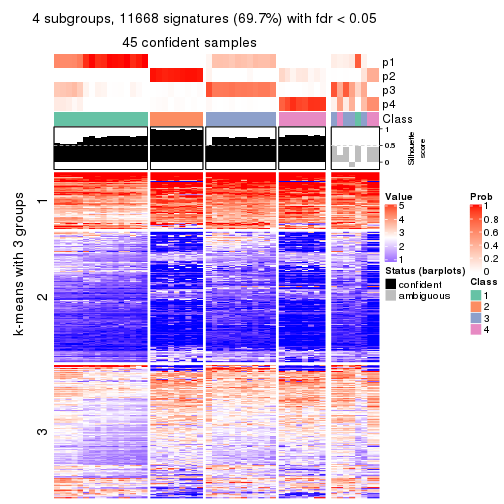 4 subgroups, 11668 signatures (69.7%) with fdr < 0.05
45 confident samples
p1
p2
p3
p4
Class
1
0.5
0
Silhouette
score
k-means with 3 groups
1
2
3
Value
5
4
3
2
1
Status (barplots)
confident
ambiguous
Prob
1
0.8
0.6
0.4
0.2
0
Class
1
2
3
4